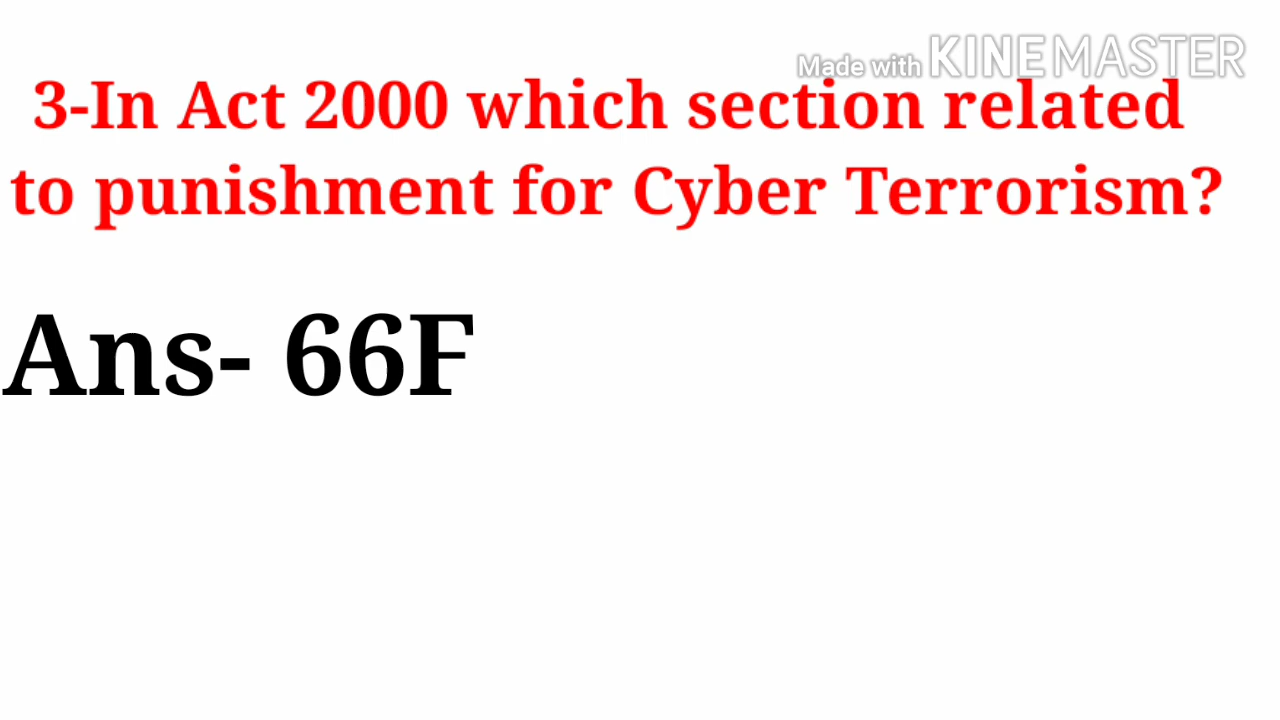 Made with KINEMASTER
3-In Act 2000 which section related
to punishment for Cyber Terrorism?
Ans- 66F